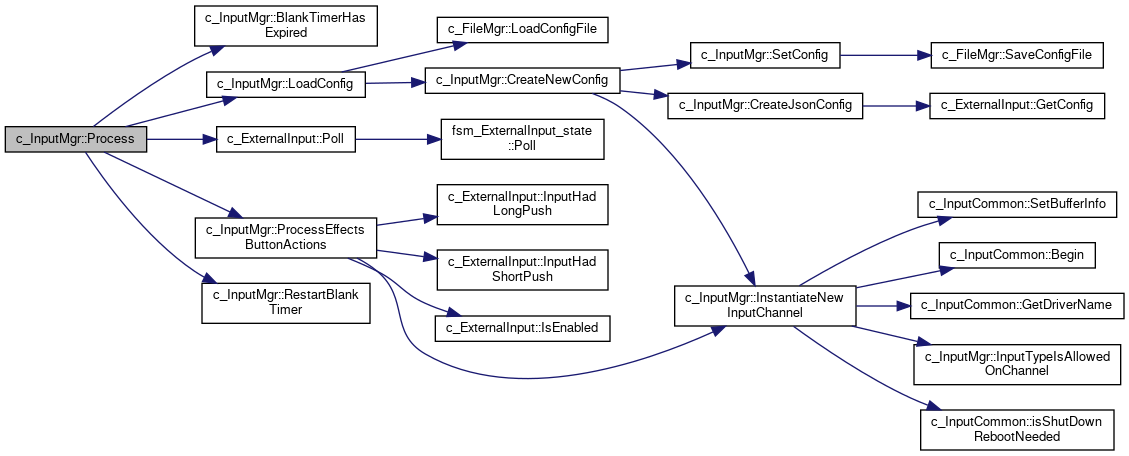 c_InputMgr::Process
c_InputMgr::BlankTimerHas
Expired
c_InputMgr::LoadConfig
c_ExternalInput::Poll
c_InputMgr::ProcessEffects
ButtonActions
c_InputMgr::RestartBlank
Timer
c_FileMgr::LoadConfigFile
c_InputMgr::CreateNewConfig
fsm_ExternalInput_state
::Poll
c_ExternalInput::InputHad
LongPush
c_ExternalInput::InputHad
ShortPush
c_ExternalInput::IsEnabled
c_InputMgr::SetConfig
c_InputMgr::CreateJsonConfig
c_InputMgr::InstantiateNew
InputChannel
c_FileMgr::SaveConfigFile
c_ExternalInput::GetConfig
c_InputCommon::SetBufferInfo
c_InputCommon::Begin
c_InputCommon::GetDriverName
c_InputMgr::InputTypeIsAllowed
OnChannel
c_InputCommon::isShutDown
RebootNeeded